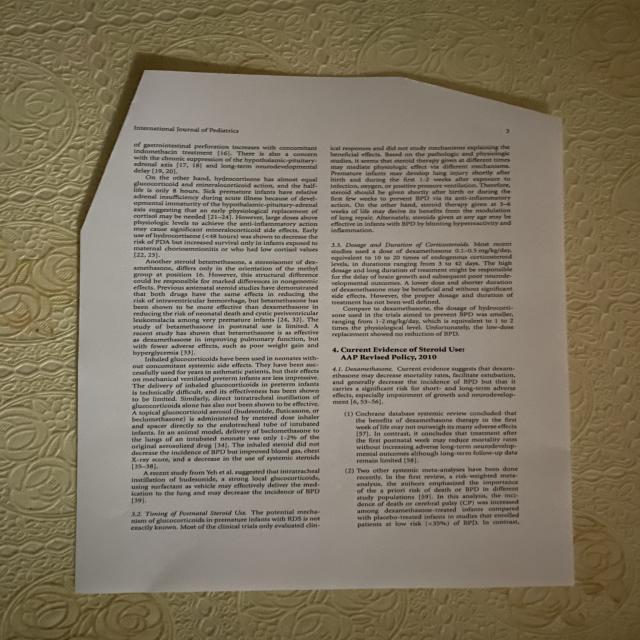 International Journal of Pediatrics
3
of gastrointestinal perforation increases with concomitant
indomethacin treatment [16]. There is also a concern
with the chronic suppression of the hypothalamic-pituitary-
adrenal axis [17, 18] and long-term neurodevelopmental
delay [19, 20].
On the other hand, hydrocortisone has almost equal
glucocorticoid and mineralocorticoid action, and the half-
life is only 8 hours. Sick premature infants have relative
adrenal insufficiency during acute illness because of devel-
opmental immaturity of the hypothalamic-pituitary-adrenal
axis suggesting that an early physiological replacement of
cortisol may be needed [21–24]. However, large doses above
physiologic levels to achieve the anti-inflammatory action
may cause significant mineralocorticoid side effects. Early
use of hydrocortisone (<48 hours) was shown to decrease the
risk of PDA but increased survival only in infants exposed to
maternal chorioamnionitis or who had low cortisol values
[22, 23].
Another steroid betamethasone, a stereoisomer of dex-
amethasone, differs only in the orientation of the methyl
group at position 16. However, this structural difference
could be responsible for marked differences in nongenomic
effects. Previous antenatal steroid studies have demonstrated
that both drugs have the same effects in reducing the
risk of intraventricular hemorrhage, but betamethasone has
been shown to be more effective than dexamethasone in
reducing the risk of neonatal death and cystic periventricular
leukomalacia among very premature infants [24, 32]. The
study of betamethasone in postnatal use is limited. A
recent study has shown that betamethasone is as effective
as dexamethasone in improving pulmonary function, but
with fewer adverse effects, such as poor weight gain and
hyperglycemia [33].
Inhaled glucocorticoids have been used in neonates with-
out concomitant systemic side effects. They have been suc-
cessfully used for years in asthmatic patients, but their effects
on mechanical ventilated preterm infants are less impressive.
The delivery of inhaled glucocorticoids in preterm infants
is technically difficult, and its effectiveness has been shown
to be limited. Similarly, direct intratracheal instillation of
glucocorticoids alone has also not been shown to be effective.
A topical glucocorticoid aerosol (budesonide, fluticasone, or
beclomethasone) is administered by metered dose inhaler
and spacer directly to the endotracheal tube of intubated
infants. In an animal model, delivery of beclomethasone to
the lungs of an intubated neonate was only 1–2% of the
original aerosolized drug [34]. The inhaled steroid did not
decrease the incidence of BPD but improved blood gas, chest
X-ray score, and a decrease in the use of systemic steroids
[35–38].
A recent study from Yeh et al. suggested that intratracheal
instillation of budesonide, a strong local glucocorticoid,
using surfactant as vehicle may effectively deliver the med-
ication to the lung and may decrease the incidence of BPD
[39].
3.2. Timing of Postnatal Steroid Use. The potential mecha-
nism of glucocorticoids in premature infants with RDS is not
exactly known. Most of the clinical trials only evaluated clin-
ical responses and did not study mechanisms explaining the
beneficial effects. Based on the pathologic and physiologic
studies, it seems that steroid therapy given at different times
may mediate physiologic effect via different mechanisms.
Premature infants may develop lung injury shortly after
birth and during the first 1-2 weeks after exposure to
infection, oxygen, or positive pressure ventilation. Therefore,
steroid should be given shortly after birth or during the
first few weeks to prevent BPD via its anti-inflammatory
action. On the other hand, steroid therapy given at 3–4
weeks of life may derive its benefits from the modulation
of lung repair. Alternately, steroids given at any age may be
effective in infants with BPD by blunting hyperreactivity and
inflammation.
3.3. Dosage and Duration of Corticosteroids. Most recent
studies used a dose of dexamethasone 0.1–0.5 mg/kg/day,
equivalent to 10 to 20 times of endogenous corticosteroid
levels, in durations ranging from 3 to 42 days. The high
dosage and long duration of treatment might be responsible
for the delay of brain growth and subsequent poor neurode-
velopmental outcomes. A lower dose and shorter duration
of dexamethasone may be beneficial and without significant
side effects. However, the proper dosage and duration of
treatment has not been well defined.
Compare to dexamethasone, the dosage of hydrocorti-
sone used in the trials aimed to prevent BPD was smaller,
ranging from 1-2 mg/kg/day, which is equivalent to 1 to 2
times the physiological level. Unfortunately, the low-dose
replacement showed no reduction of BPD.
4. Current Evidence of Steroid Use:
AAP Revised Policy, 2010
4.1. Dexamethasone. Current evidence suggests that dexam-
ethasone may decrease mortality rates, facilitate extubation,
and generally decrease the incidence of BPD but that it
carries a significant risk for short- and long-term adverse
effects, especially impairment of growth and neurodevelop-
ment [6, 53–56].
(1) Cochrane database systemic review concluded that
the benefits of dexamethasone therapy in the first
week of life may not outweigh its many adverse effects
[57]. In contrast, it concludes that treatment after
the first postnatal week may reduce mortality rates
without increasing adverse long-term neurodevelop-
mental outcomes although long-term follow-up data
remain limited [58].
(2) Two other systemic meta-analyses have been done
recently. In the first review, a risk-weighted meta-
analysis, the authors emphasized the importance
of the a priori risk of death or BPD in different
study populations [59]. In this analysis, the inci-
dence of death or cerebral palsy (CP) was increased
among dexamethasone-treated infants compared
with placebo-treated infants in studies that enrolled
patients at low risk (<35%) of BPD. In contrast,